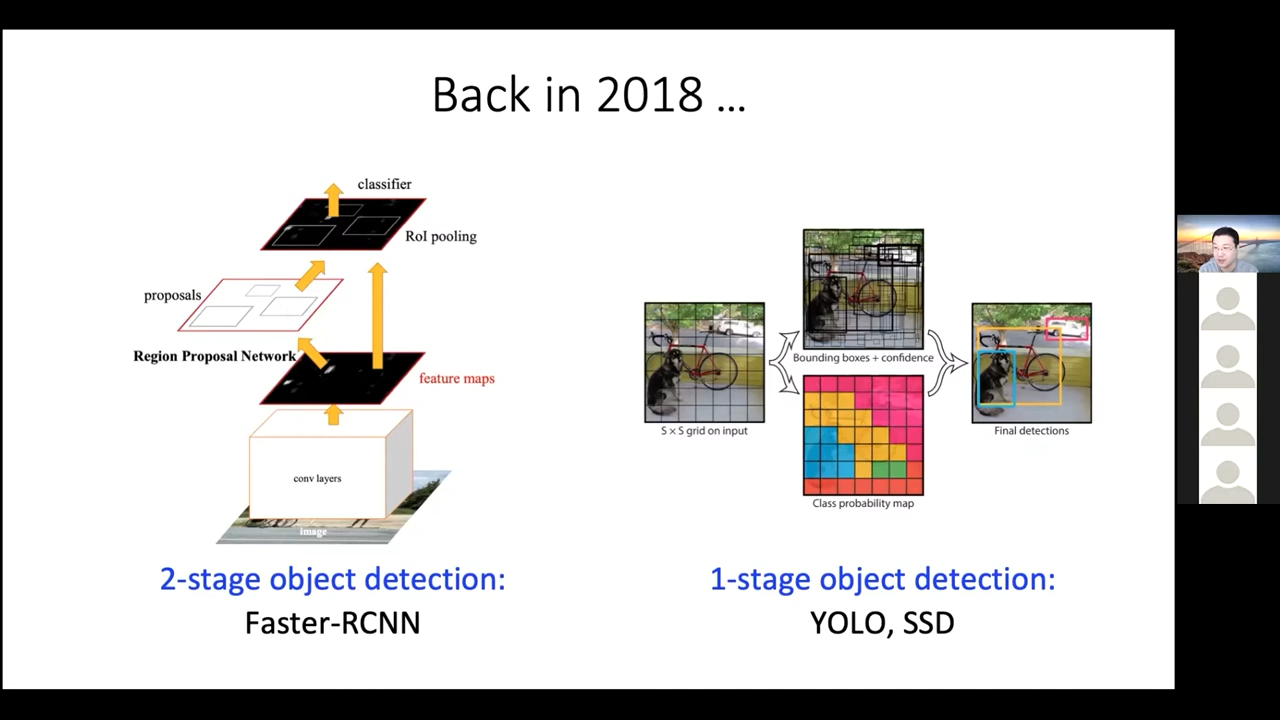 Back in 2018 ...
classifier
RoI pooling
proposals
Region Proposal Network
feature maps
conv layers
image
2-stage object detection:
Faster-RCNN
Bounding boxes + confidence
S × S grid on input
Final detections
Class probability map
1-stage object detection:
YOLO, SSD